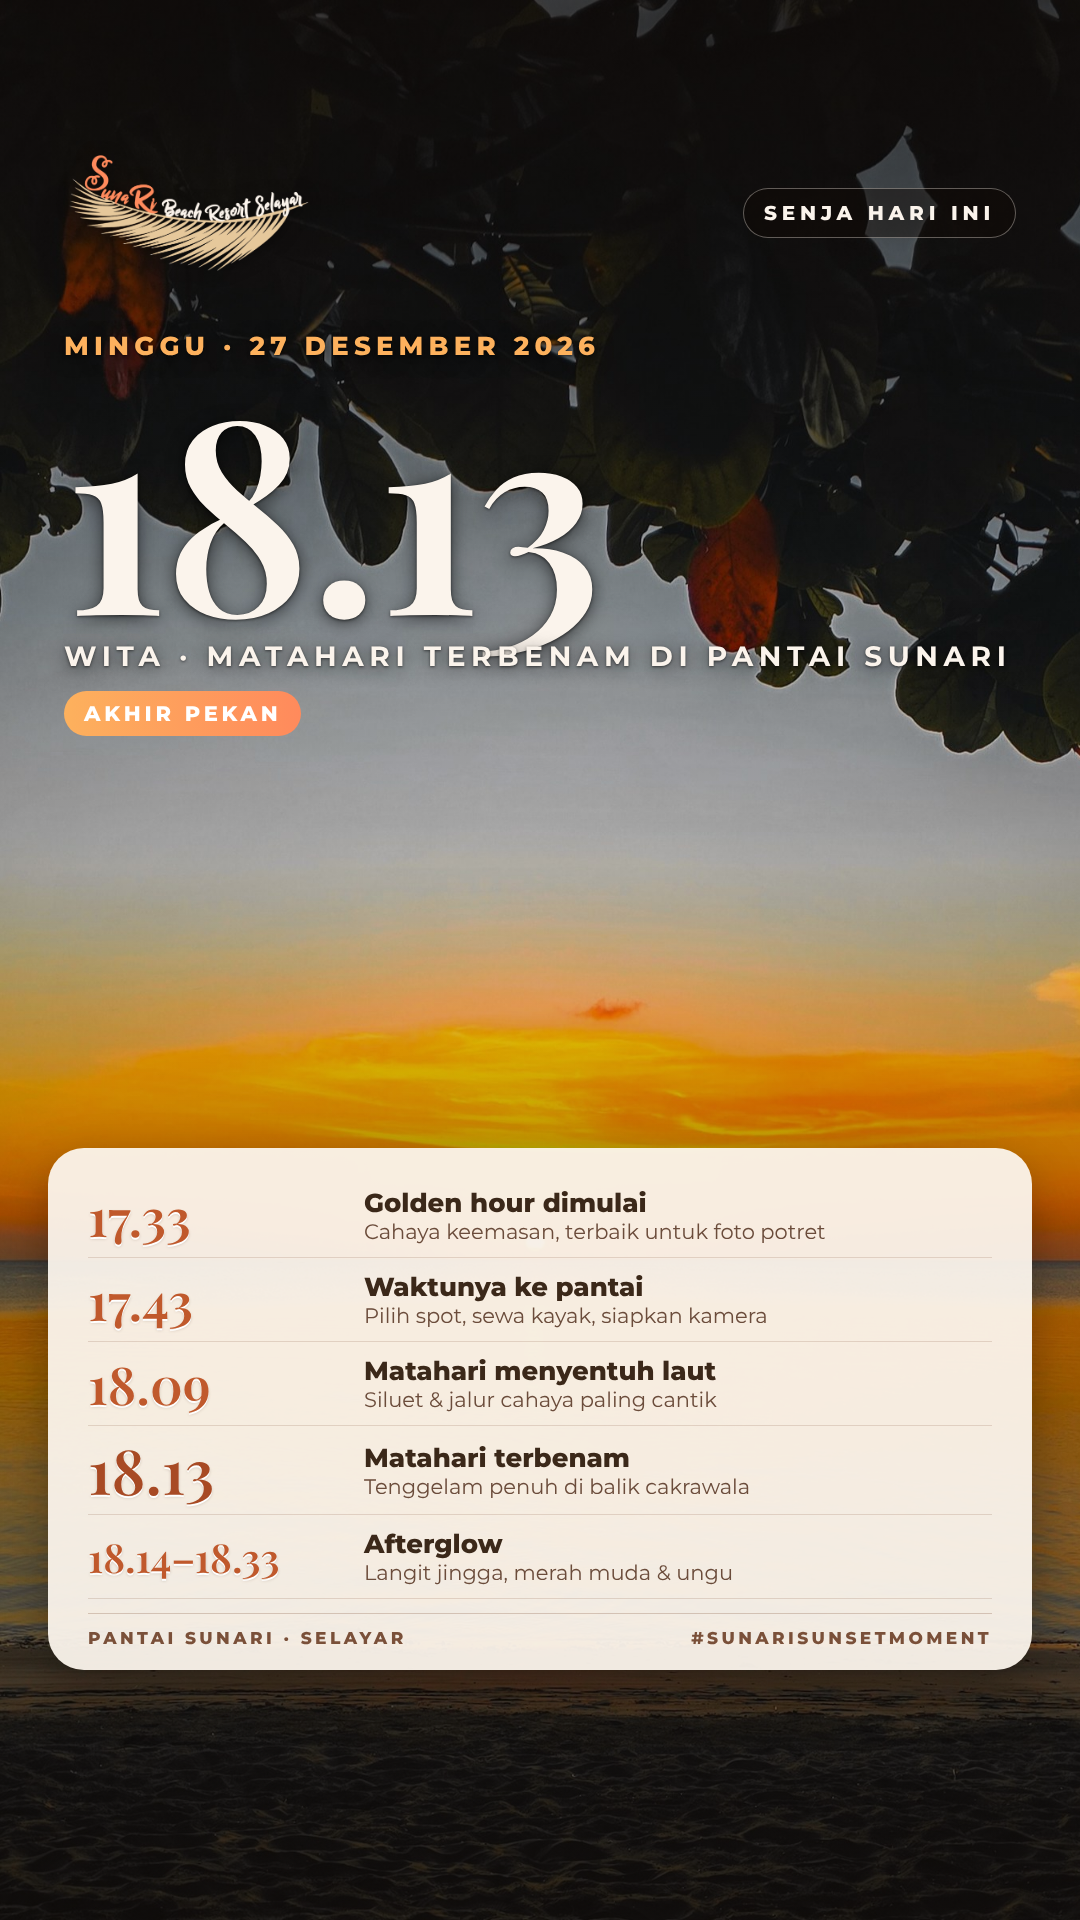 SunaRi Beach Resort Selayar
SENJA HARI INI
MINGGU · 27 DESEMBER 2026
18.13
WITA · MATAHARI TERBENAM DI PANTAI SUNARI
AKHIR PEKAN
17.33
Golden hour dimulai
Cahaya keemasan, terbaik untuk foto potret
17.43
Waktunya ke pantai
Pilih spot, sewa kayak, siapkan kamera
18.09
Matahari menyentuh laut
Siluet & jalur cahaya paling cantik
18.13
Matahari terbenam
Tenggelam penuh di balik cakrawala
18.14–18.33
Afterglow
Langit jingga, merah muda & ungu
PANTAI SUNARI · SELAYAR
#SUNARISUNSETMOMENT